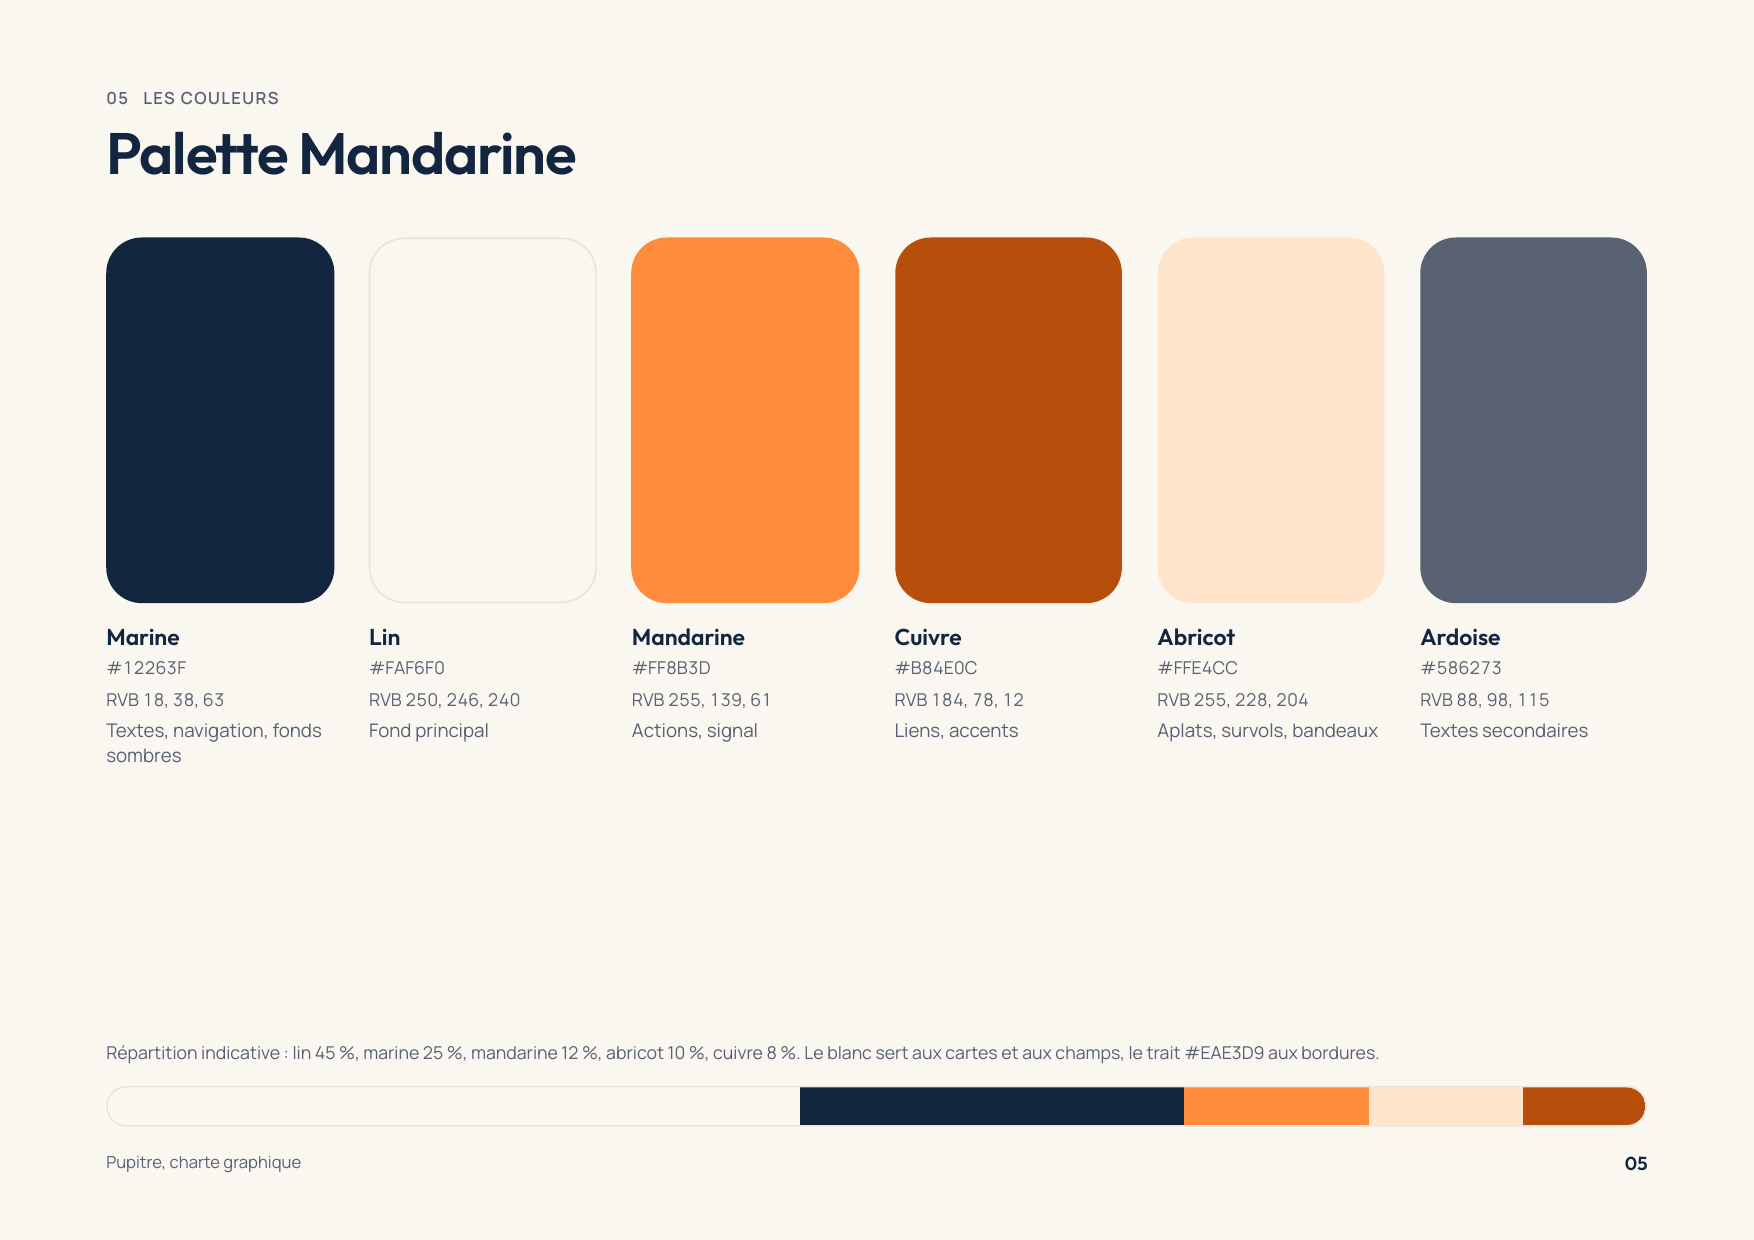 05 LES COULEURS
Palette Mandarine
Marine
#12263F
RVB 18, 38, 63
Textes, navigation, fonds
sombres
Lin
#FAF6F0
RVB 250, 246, 240
Fond principal
Mandarine
#FF8B3D
RVB 255, 139, 61
Actions, signal
Cuivre
#B84E0C
RVB 184, 78, 12
Liens, accents
Abricot
#FFE4CC
RVB 255, 228, 204
Aplats, survols, bandeaux
Ardoise
#586273
RVB 88, 98, 115
Textes secondaires
Répartition indicative : lin 45 %, marine 25 %, mandarine 12 %, abricot 10 %, cuivre 8 %. Le blanc sert aux cartes et aux champs, le trait #EAE3D9 aux bordures.
Pupitre, charte graphique
05